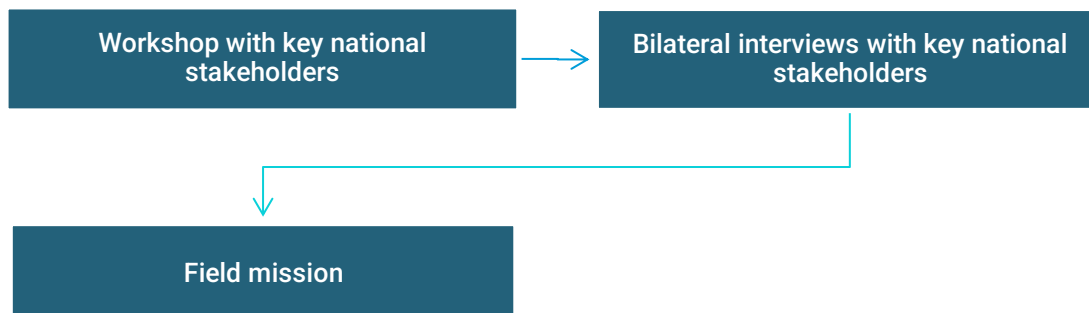 Workshop with key national
stakeholders
Bilateral interviews with key national
stakeholders
Field mission